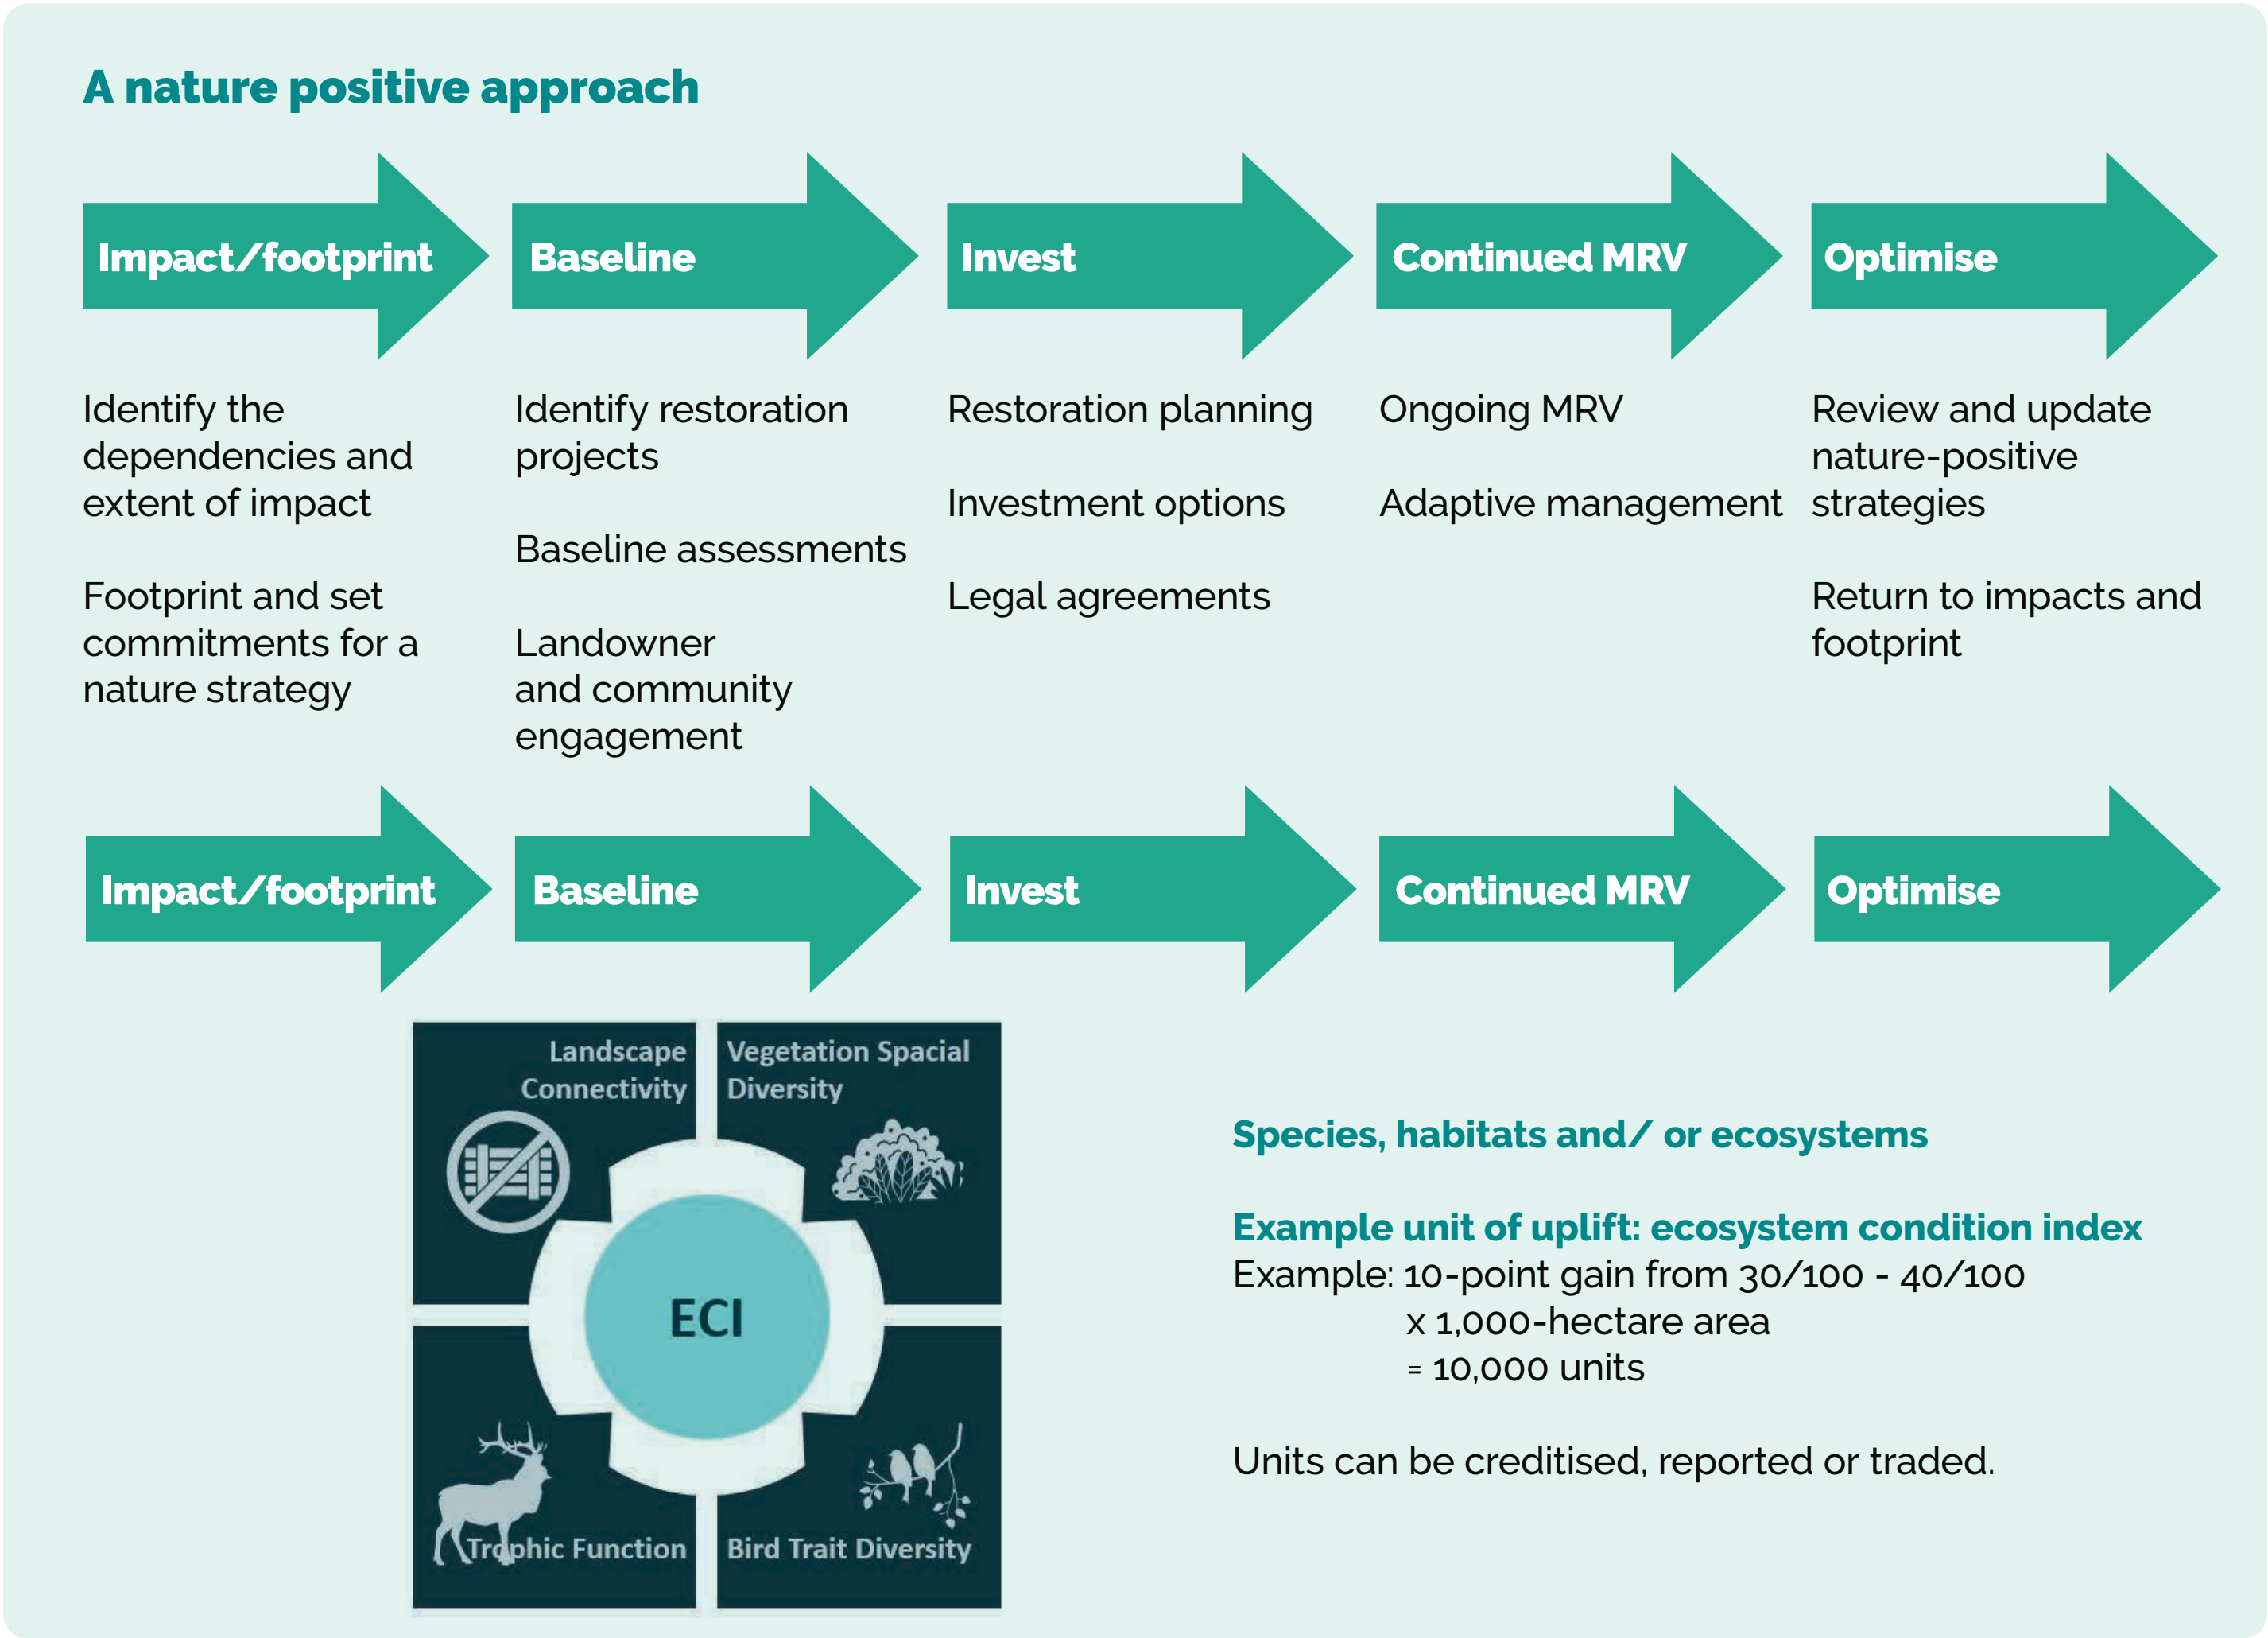 A nature positive approach
Impact/footprint
Baseline
Invest
Continued MRV
Optimise
Identify the
dependencies and
extent of impact
Footprint and set
commitments for a
nature strategy
Identify restoration
projects
Baseline assessments
Landowner
and community
engagement
Restoration planning
Investment options
Legal agreements
Ongoing MRV
Adaptive management
Review and update
nature-positive
strategies
Return to impacts and
footprint
Impact/footprint
Baseline
Invest
Continued MRV
Optimise
Landscape
Connectivity
Vegetation Spacial
Diversity
ECI
Trophic Function
Bird Trait Diversity
Species, habitats and/ or ecosystems
Example unit of uplift: ecosystem condition index
Example: 10-point gain from 30/100 - 40/100
x 1,000-hectare area
= 10,000 units
Units can be creditised, reported or traded.